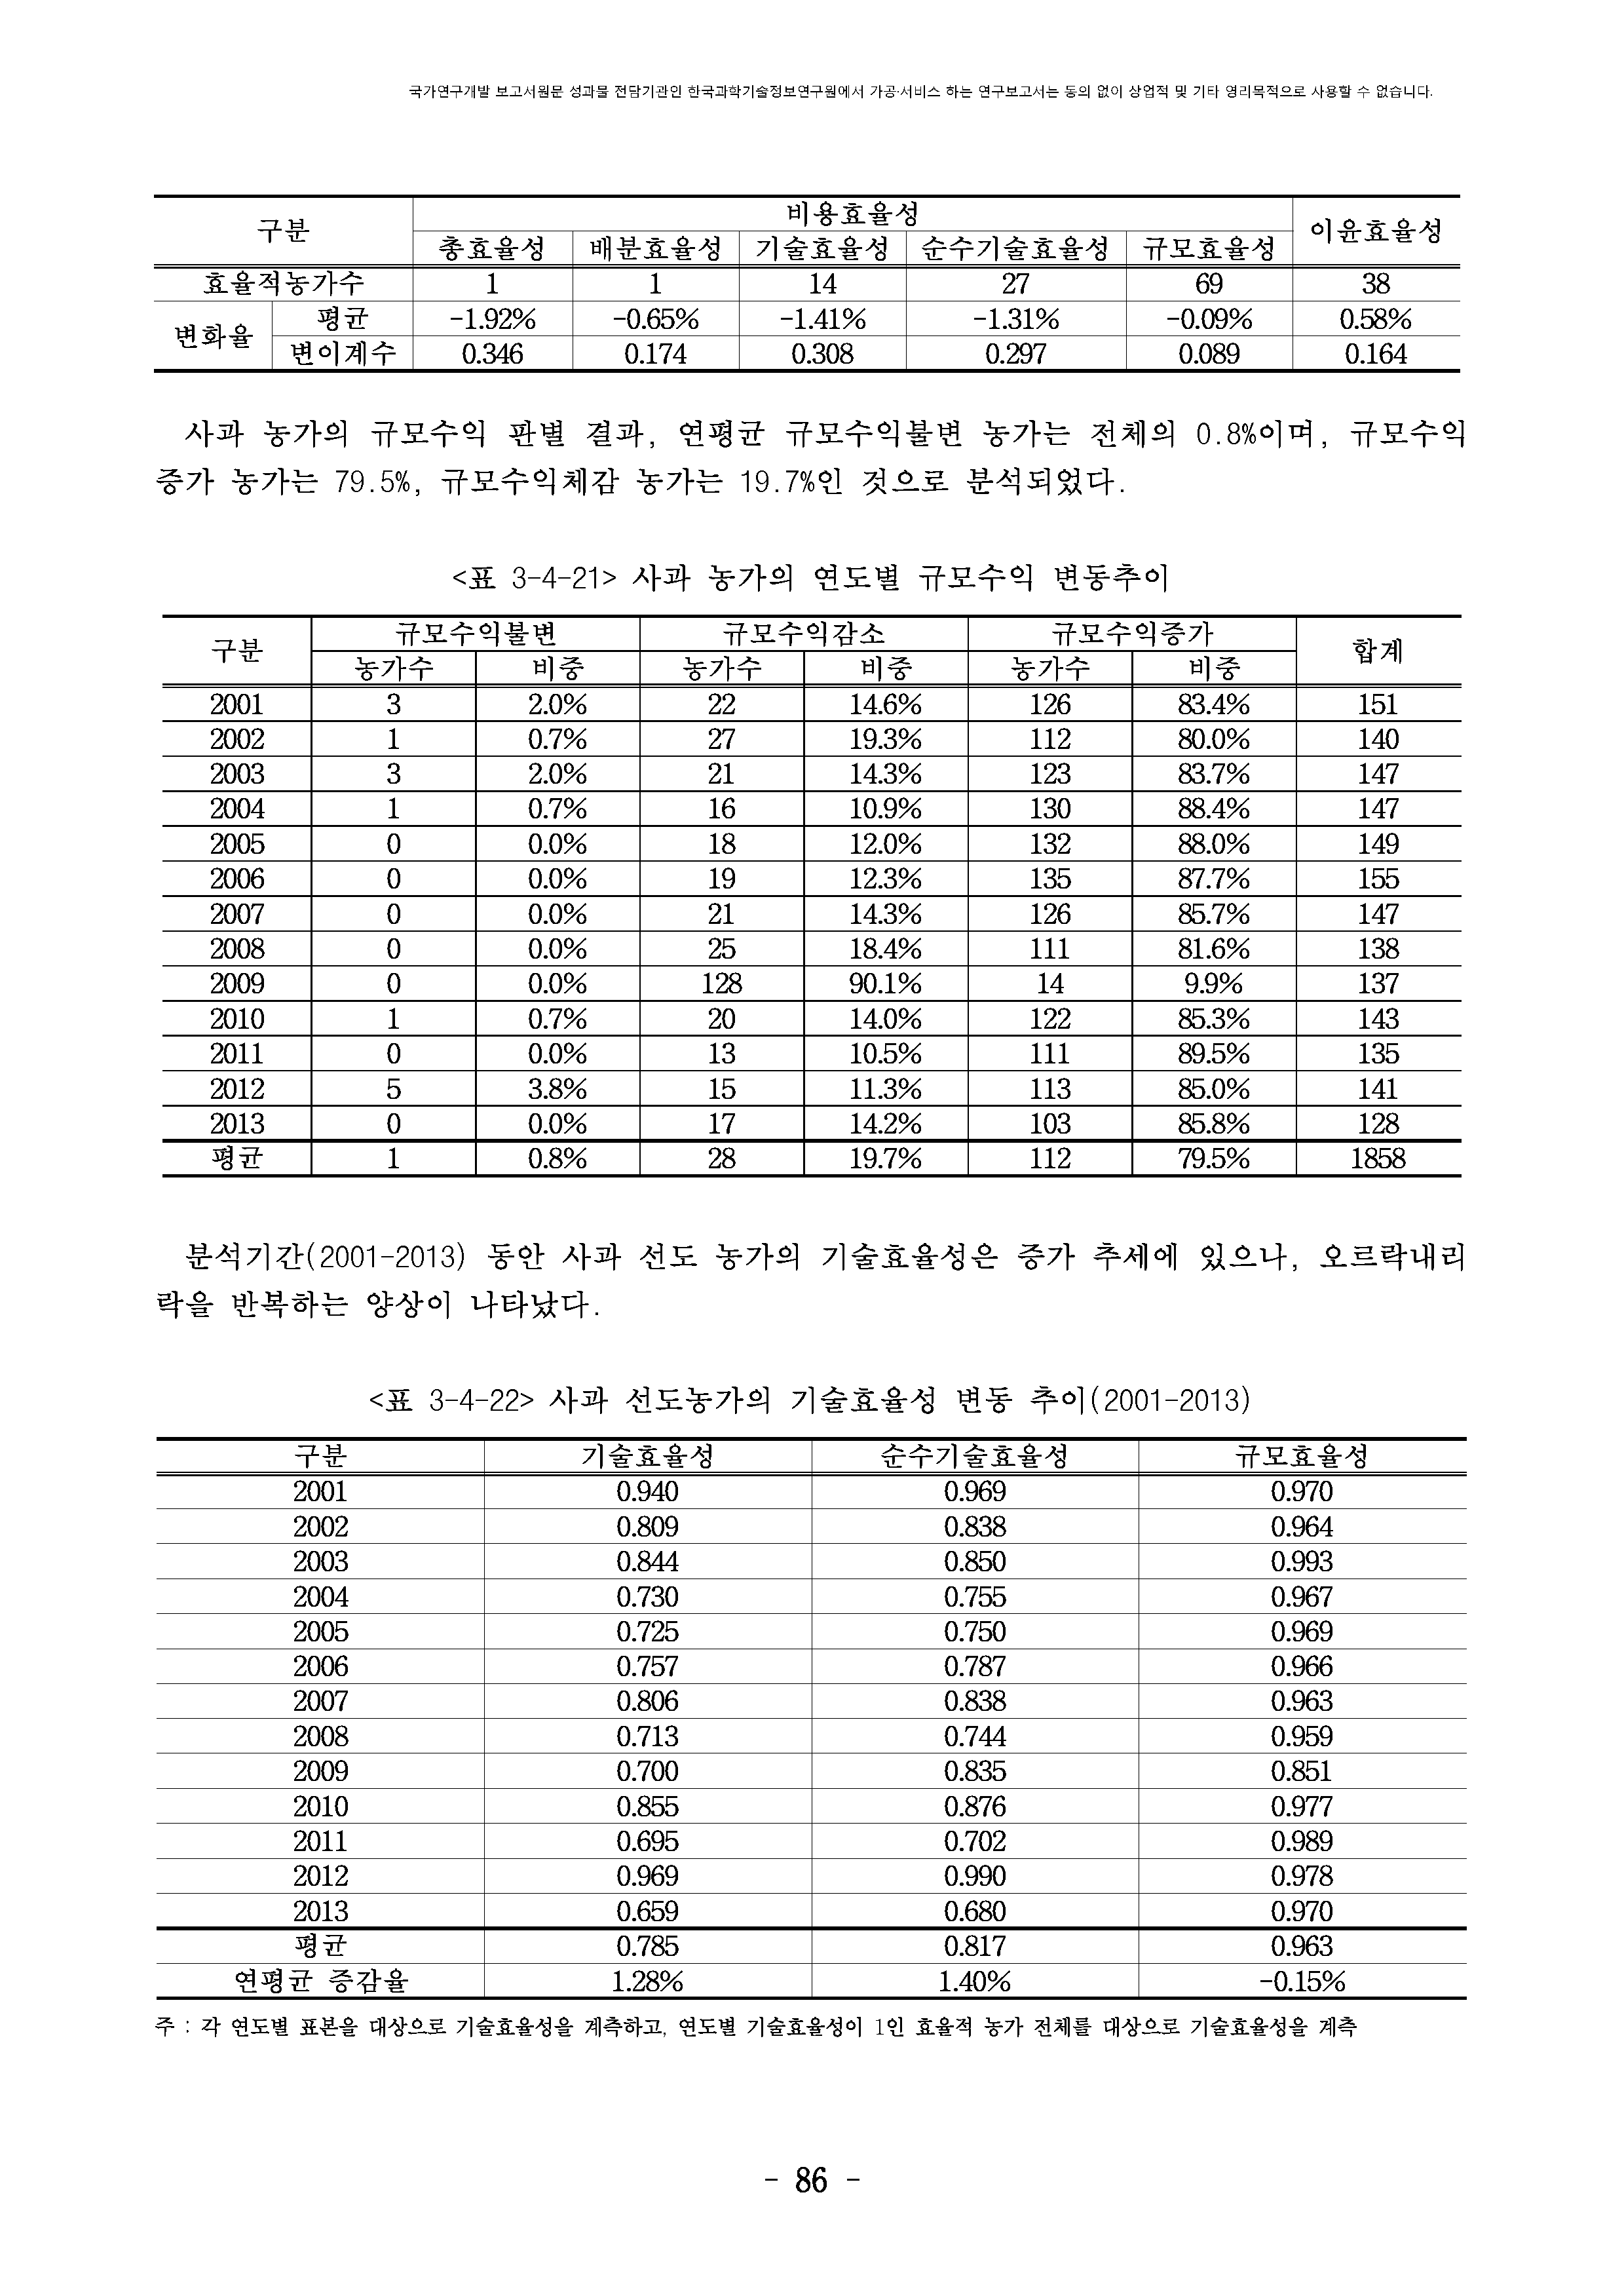 국가연구개발 보고서원문 성과물 전담기관인 한국과학기술정보연구원에서 가공·서비스 하는 연구보고서는 동의 없이 상업적 및 기타 영리목적으로 사용할 수 없습니다.
구분 비용효율성 이윤효율성
총효율성 배분효율성 기술효율성 순수기술효율성 규모효율성
효율적농가수 1 1 14 27 69 38
변화율 평균 -1.92% -0.65% -1.41% -1.31% -0.09% 0.58%
변이계수 0.346 0.174 0.308 0.297 0.089 0.164
사과 농가의 규모수익 판별 결과, 연평균 규모수익불변 농가는 전체의 0.8%이며, 규모수익
증가 농가는 79.5%, 규모수익체감 농가는 19.7%인 것으로 분석되었다.
<표 3-4-21> 사과 농가의 연도별 규모수익 변동추이
구분 규모수익불변 규모수익감소 규모수익증가 합계
농가수 비중 농가수 비중 농가수 비중
2001 3 2.0% 22 14.6% 126 83.4% 151
2002 1 0.7% 27 19.3% 112 80.0% 140
2003 3 2.0% 21 14.3% 123 83.7% 147
2004 1 0.7% 16 10.9% 130 88.4% 147
2005 0 0.0% 18 12.0% 132 88.0% 149
2006 0 0.0% 19 12.3% 135 87.7% 155
2007 0 0.0% 21 14.3% 126 85.7% 147
2008 0 0.0% 25 18.4% 111 81.6% 138
2009 0 0.0% 128 90.1% 14 9.9% 137
2010 1 0.7% 20 14.0% 122 85.3% 143
2011 0 0.0% 13 10.5% 111 89.5% 135
2012 5 3.8% 15 11.3% 113 85.0% 141
2013 0 0.0% 17 14.2% 103 85.8% 128
평균 1 0.8% 28 19.7% 112 79.5% 1858
분석기간(2001-2013) 동안 사과 선도 농가의 기술효율성은 증가 추세에 있으나, 오르락내리
락을 반복하는 양상이 나타났다.
<표 3-4-22> 사과 선도농가의 기술효율성 변동 추이(2001-2013)
구분 기술효율성 순수기술효율성 규모효율성
2001 0.940 0.969 0.970
2002 0.809 0.838 0.964
2003 0.844 0.850 0.993
2004 0.730 0.755 0.967
2005 0.725 0.750 0.969
2006 0.757 0.787 0.966
2007 0.806 0.838 0.963
2008 0.713 0.744 0.959
2009 0.700 0.835 0.851
2010 0.855 0.876 0.977
2011 0.695 0.702 0.989
2012 0.969 0.990 0.978
2013 0.659 0.680 0.970
평균 0.785 0.817 0.963
연평균 증감율 1.28% 1.40% -0.15%
주 : 각 연도별 표본을 대상으로 기술효율성을 계측하고, 연도별 기술효율성이 1인 효율적 농가 전체를 대상으로 기술효율성을 계측
- 86 -